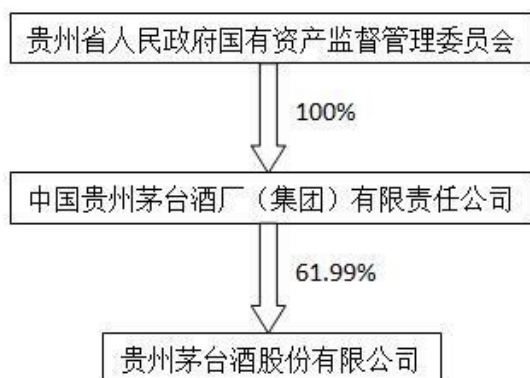 贵州省人民政府国有资产监督管理委员会
100%
中国贵州茅台酒厂（集团）有限责任公司
61.99%
贵州茅台酒股份有限公司